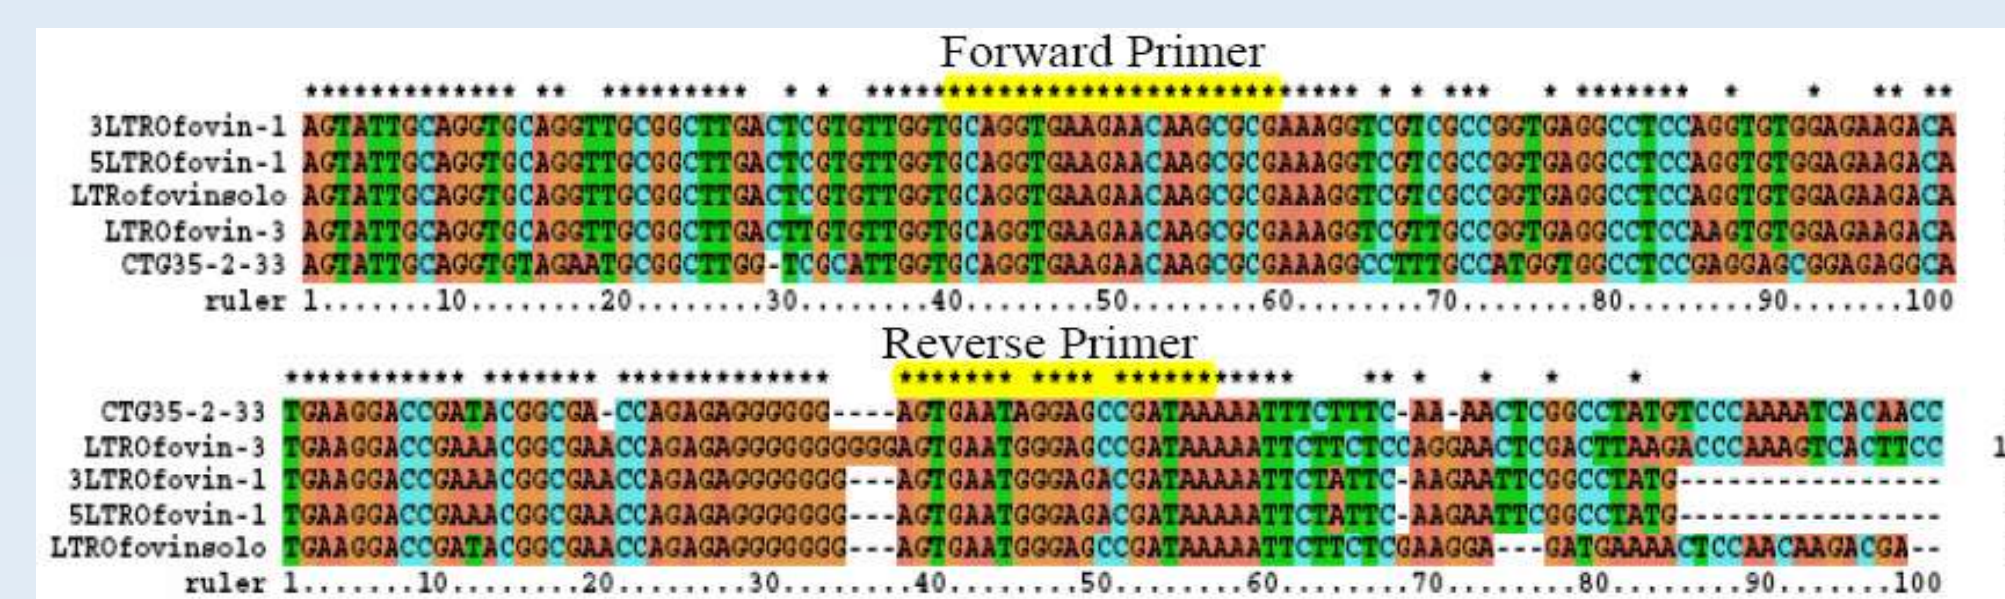 Forward Primer
************* **  *********  * *  ****************************** * * ***   * *******  *    *   ** **
3LTROfovin-1 AGTATTGCAGGTGCAGGTTGCGGCTTGACTCGTGTTGGTGCAGGTGAAGAACAAGCGCGAAAGGTCGTCGCCGGTGAGGCCTCCAGGTGTGGAGAAGACA
5LTROfovin-1 AGTATTGCAGGTGCAGGTTGCGGCTTGACTCGTGTTGGTGCAGGTGAAGAACAAGCGCGAAAGGTCGTCGCCGGTGAGGCCTCCAGGTGTGGAGAAGACA
LTRofovinsolo AGTATTGCAGGTGCAGGTTGCGGCTTGACTCGTGTTGGTGCAGGTGAAGAACAAGCGCGAAAGGTCGTCGCCGGTGAGGCCTCCAGGTGTGGAGAAGACA
LTROfovin-3 AGTATTGCAGGTGCAGGTTGCGGCTTGACTTGTGTTGGTGCAGGTGAAGAACAAGCGCGAAAGGTCGTTGCCGGTGAGGCCTCCAAGTGTGGAGAAGACA
CTG35-2-33 AGTATTGCAGGTGTAGAATGCGGCTTGG-TCGCATTGGTGCAGGTGAAGAACAAGCGCGAAAGGCCTTTGCCATGGTGGCCTCCGAGGAGCGGAGAGGCA
ruler 1.......10........20........30........40........50........60........70........80........90.......100
Reverse Primer
*********** ******* *************    ******* **** ***********    ** *   *   *    *
CTG35-2-33 TGAAGGACCGATACGGCGA-CCAGAGAGGGGGG----AGTGAATAGGAGCCGATAAAAATTTCTTTC-AA-AACTCGGCCTATGTCCCAAAATCACAACC
LTROfovin-3 TGAAGGACCGAAACGGCGAACCAGAGAGGGGGGGGGGAGTGAATGGGAGCCGATAAAAATTCTTCTCCAGGAACTCGACTTAAGACCCAAAGTCACTTCC 1
3LTROfovin-1 TGAAGGACCGAAACGGCGAACCAGAGAGGGGGGG---AGTGAATGGGAGACGATAAAAATTCTATTC-AAGAATTCGGCCTATG----------------
5LTROfovin-1 TGAAGGACCGAAACGGCGAACCAGAGAGGGGGGG---AGTGAATGGGAGACGATAAAAATTCTATTC-AAGAATTCGGCCTATG----------------
LTROfovinsolo TGAAGGACCGATACGGCGAACCAGAGAGGGGGGG---AGTGAATGGGAGCCGATAAAAATTCTTCTCGAAGGA---GATGAAAACTCCAACAAGACGA--
ruler 1.......10........20........30........40........50........60........70........80........90.......100